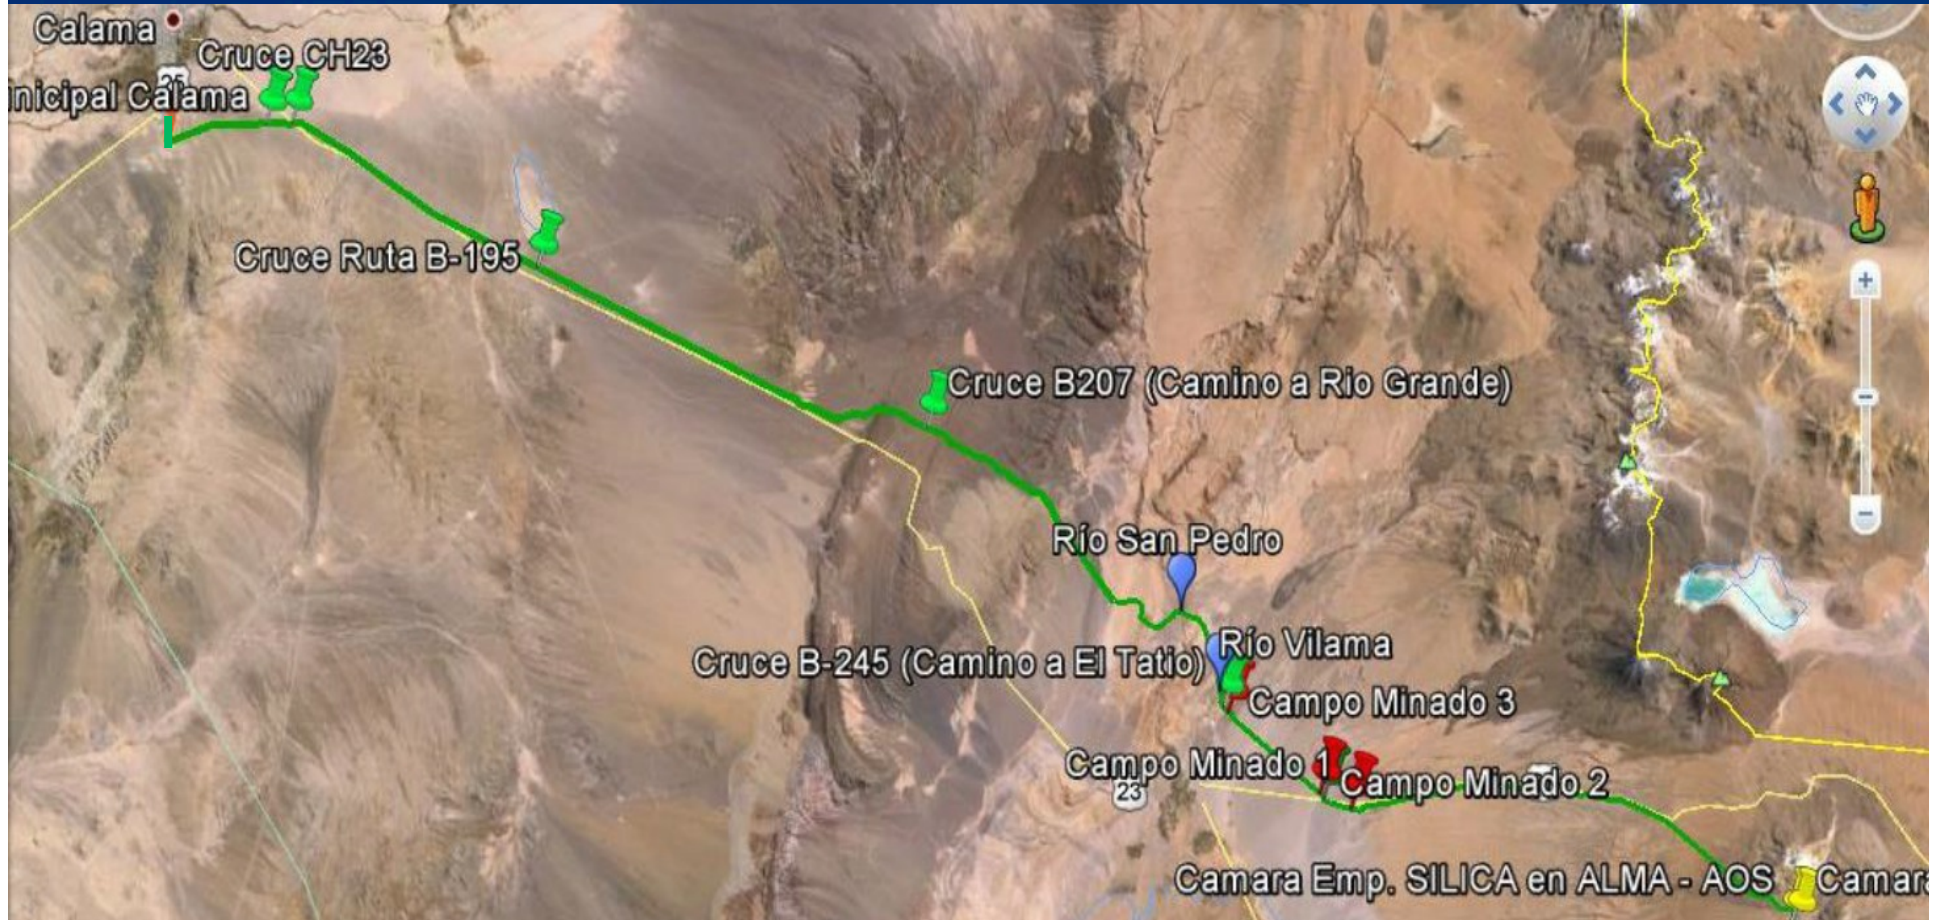 Calama
Cruce CH23
25
nicipal Calama
Cruce Ruta B-195
Cruce B207 (Camino a Rio Grande)
Río San Pedro
Río Vilama
Cruce B-245 (Camino a El Tatio)
Campo Minado 3
Campo Minado 1
Campo Minado 2
23
Camara Emp. SILICA en ALMA - AOS
Camar